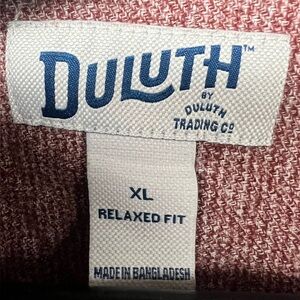 DULUTH™
BY
DULUTH
TRADING Cº
XL
RELAXED FIT
MADE IN BANGLADESH